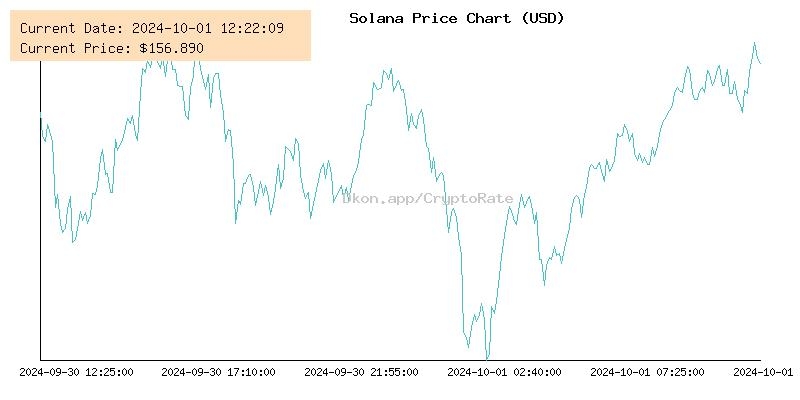 Solana Price Chart (USD)
Current Date: 2024-10-01 12:22:09
Current Price: $156.890
Dkon.app/CryptoRate
2024-09-30 12:25:00 2024-09-30 17:10:00 2024-09-30 21:55:00 2024-10-01 02:40:00 2024-10-01 07:25:00 2024-10-01